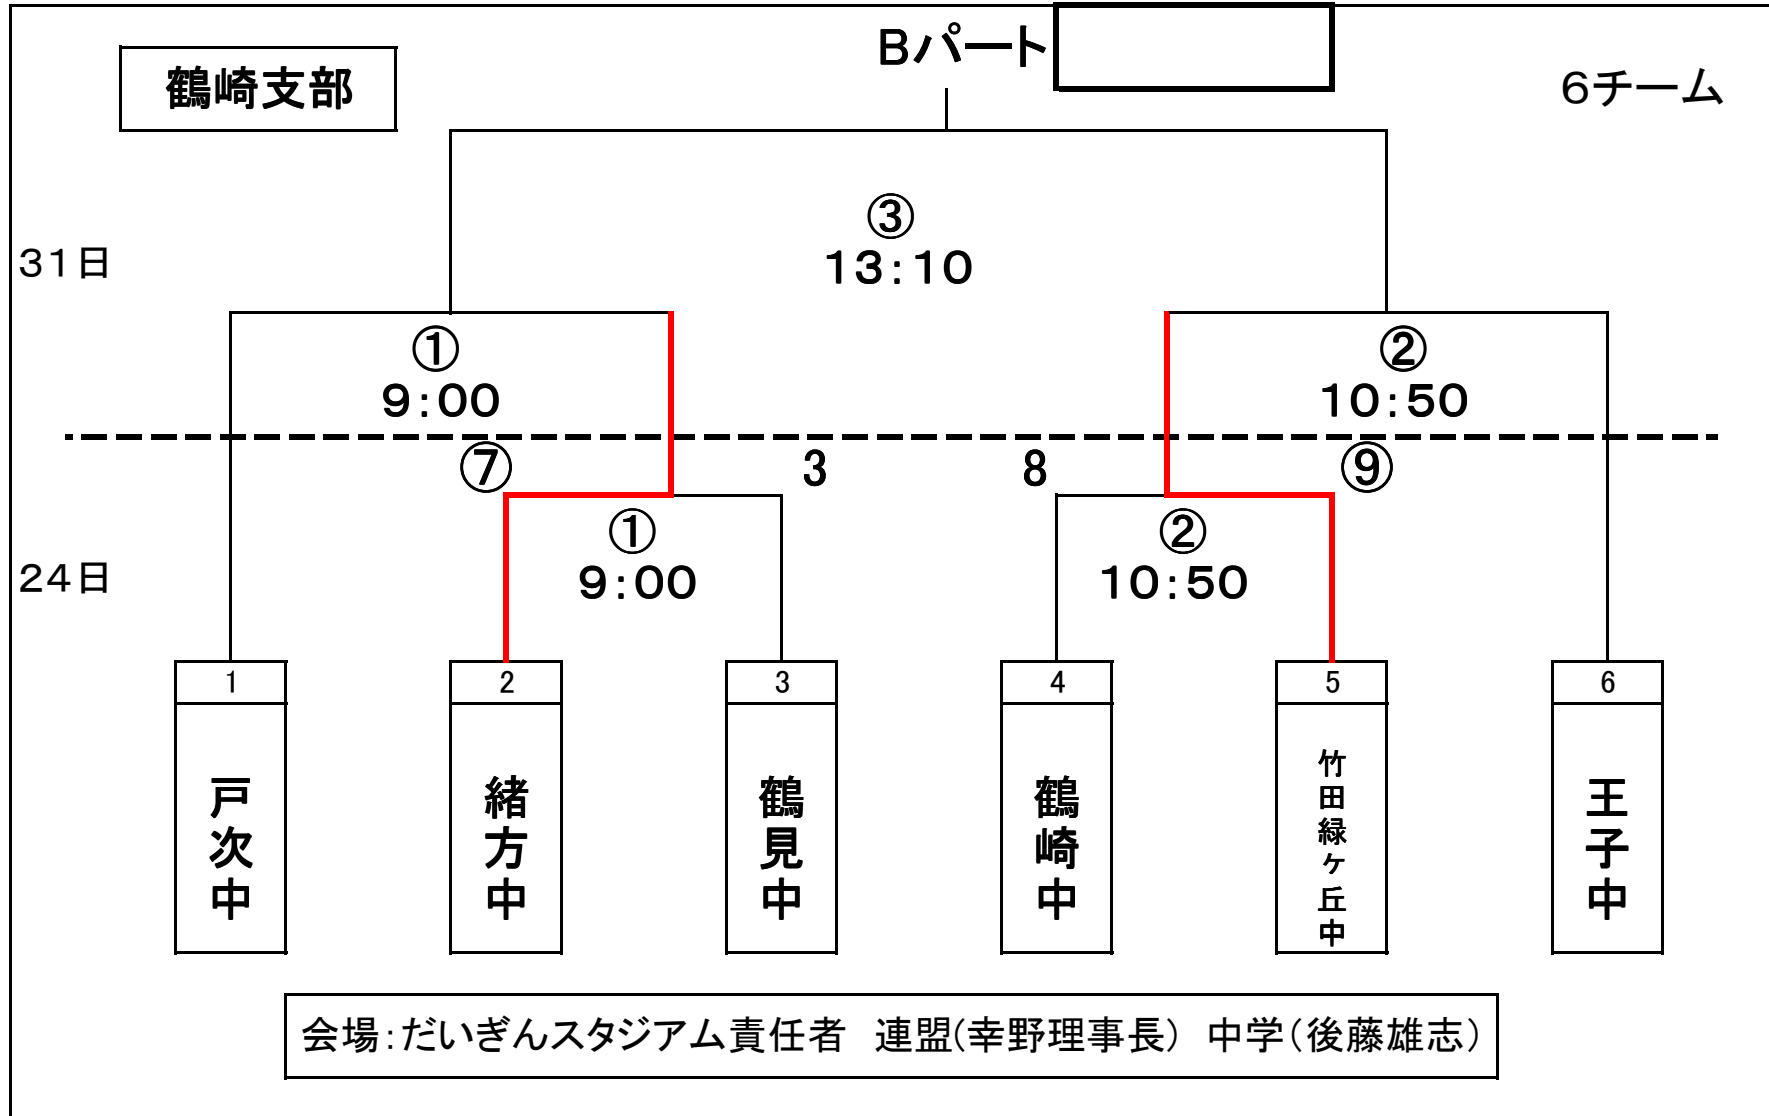 Bパート
鶴崎支部
6チーム
③
31日
13:10
①
②
9:00
10:50
⑦
3
8
⑨
①
②
24日
9:00
10:50
1
2
3
4
5
6
戸次中
緒方中
鶴見中
鶴崎中
竹田緑ヶ丘中
王子中
会場:だいぎんスタジアム責任者　連盟(幸野理事長)　中学(後藤雄志)